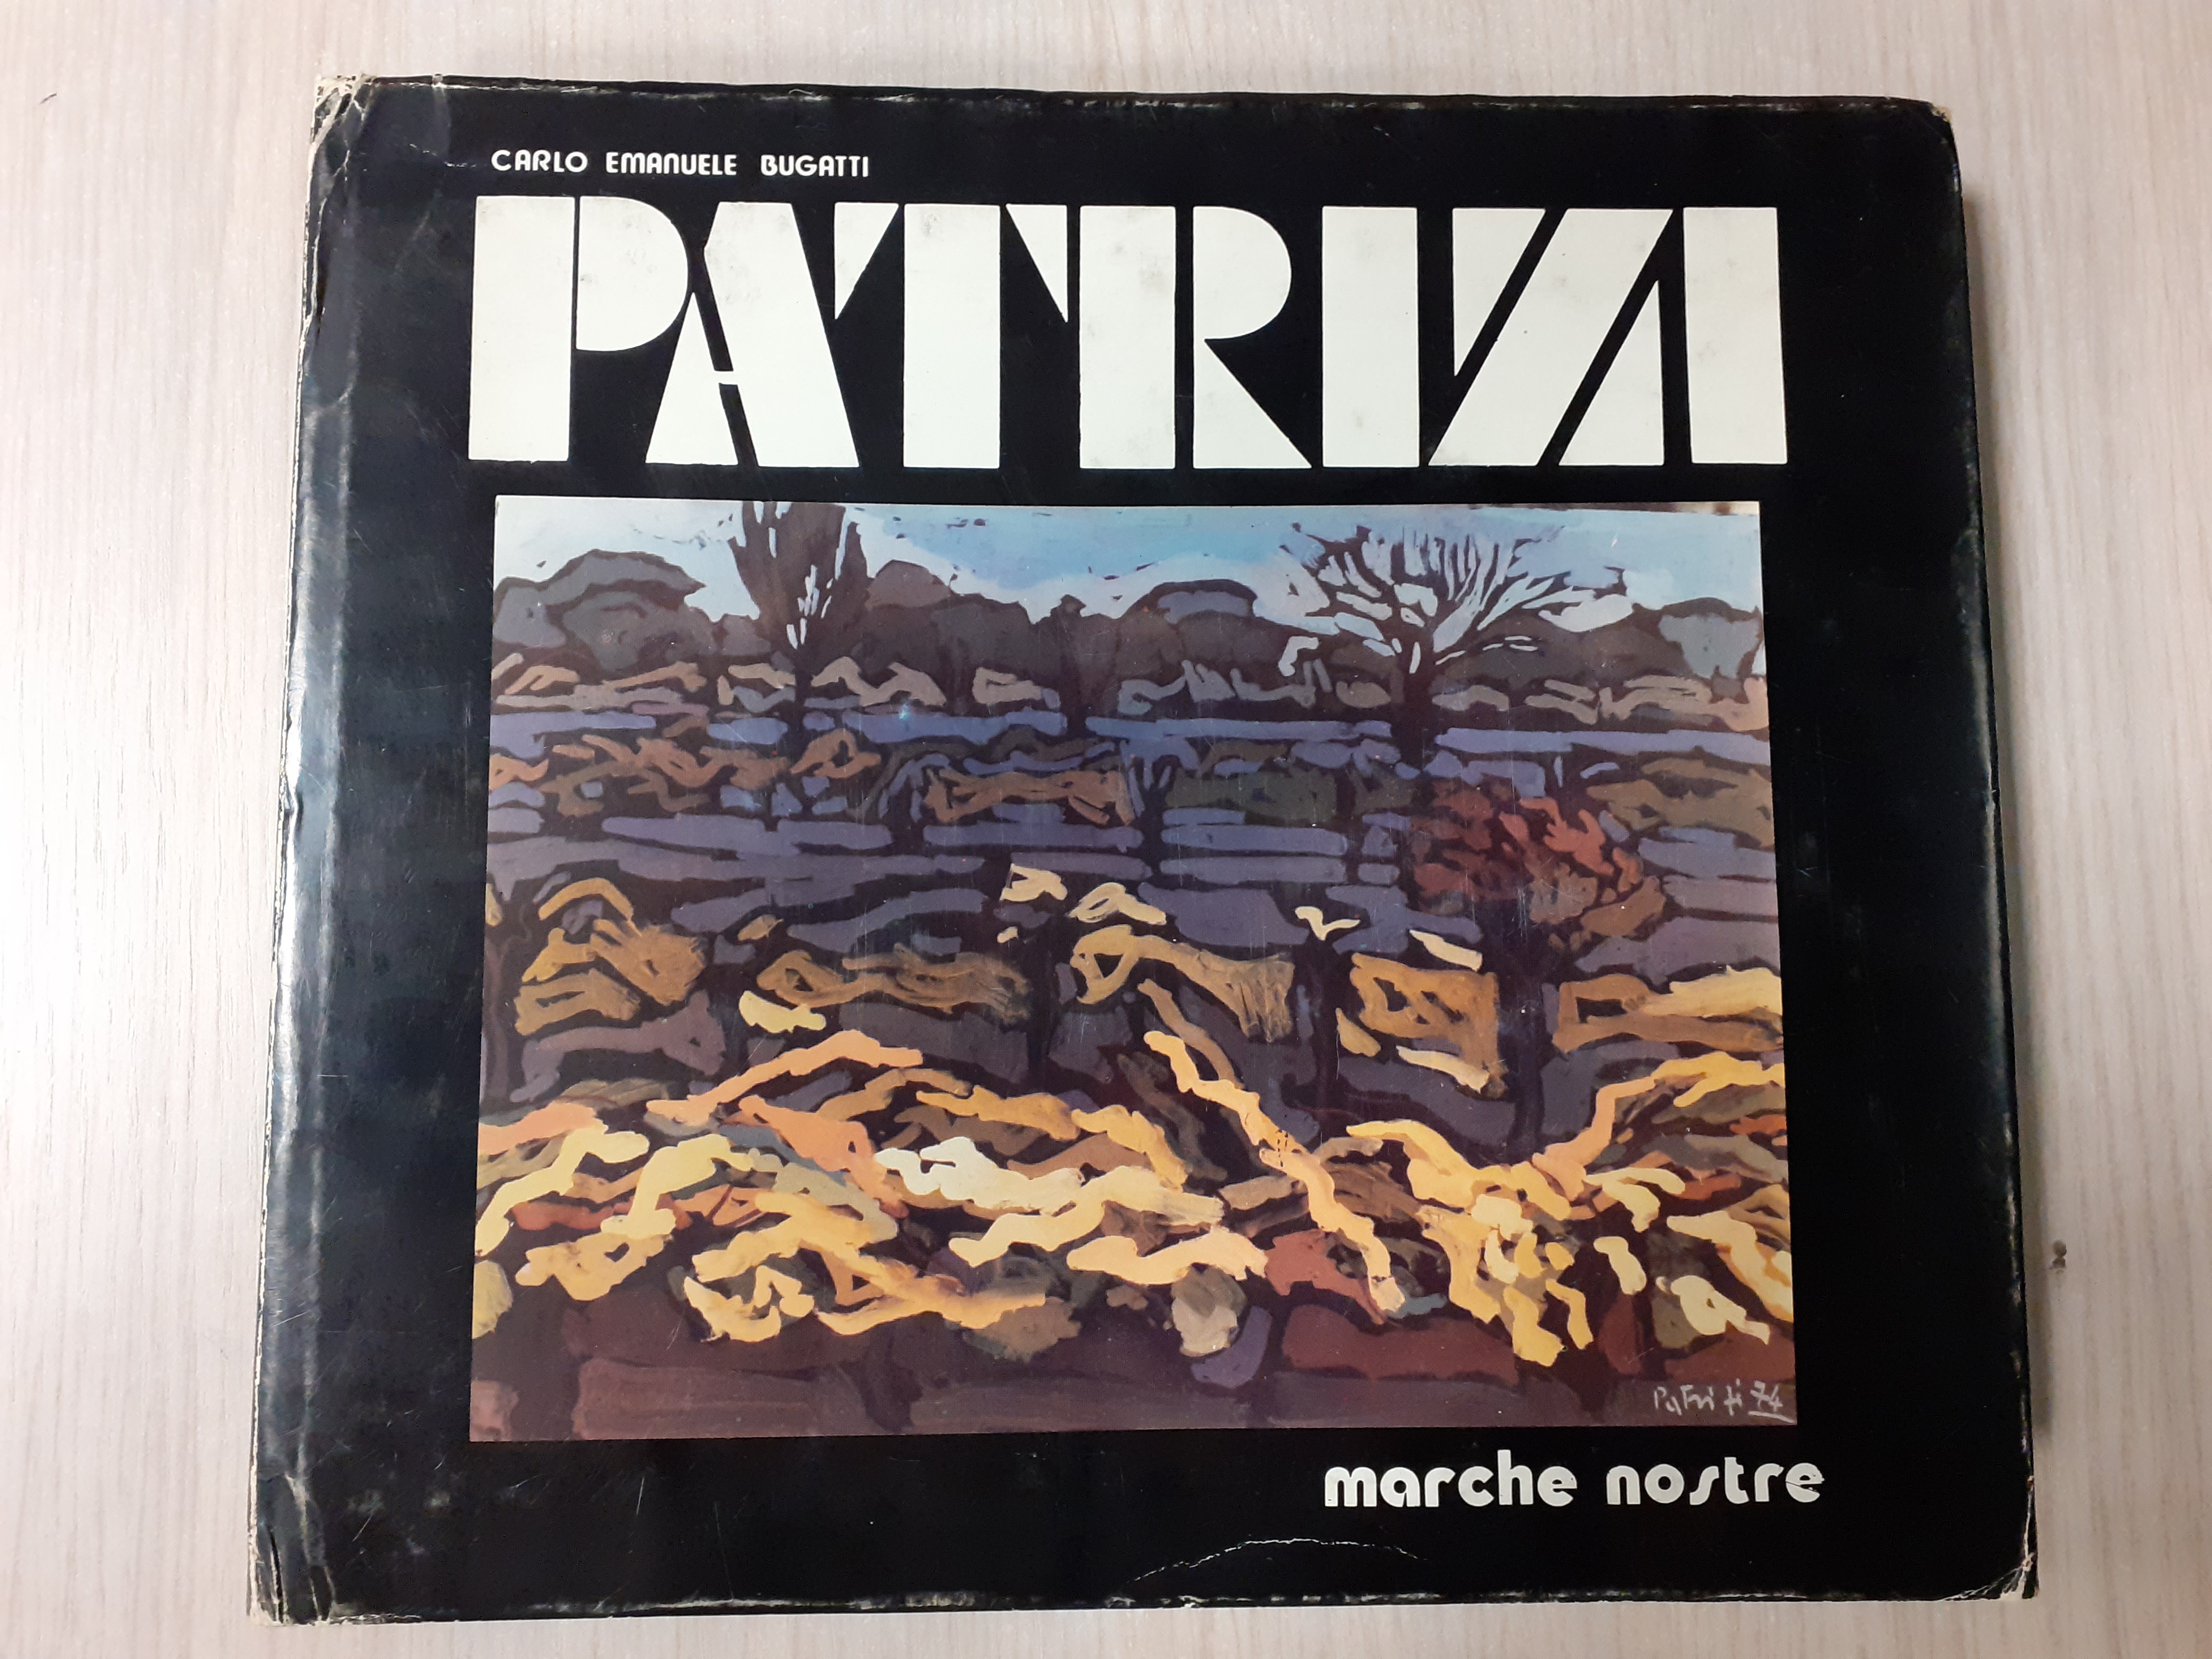 CARLO EMANUELE BUGATTI
PATRIZI
Patrizi 74
marche nostre